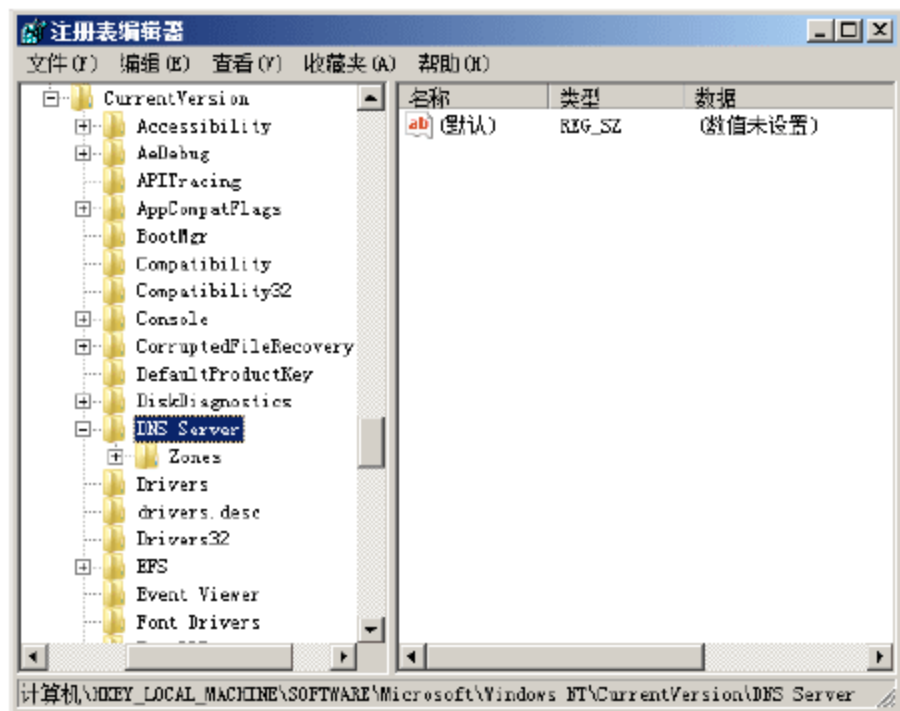 注册表编辑器
文件(F) 编辑(E) 查看(V) 收藏夹(A) 帮助(H)
CurrentVersion
Accessibility
AeDebug
APITracing
AppCompatFlags
BootMgr
Compatibility
Compatibility32
Console
CorruptedFileRecovery
DefaultProductKey
DiskDiagnostics
DNS Server
Zones
Drivers
drivers.desc
Drivers32
EFS
Event Viewer
Font Drivers
名称 类型 数据
ab (默认) REG_SZ (数值未设置)
计算机\HKEY_LOCAL_MACHINE\SOFTWARE\Microsoft\Windows NT\CurrentVersion\DNS Server